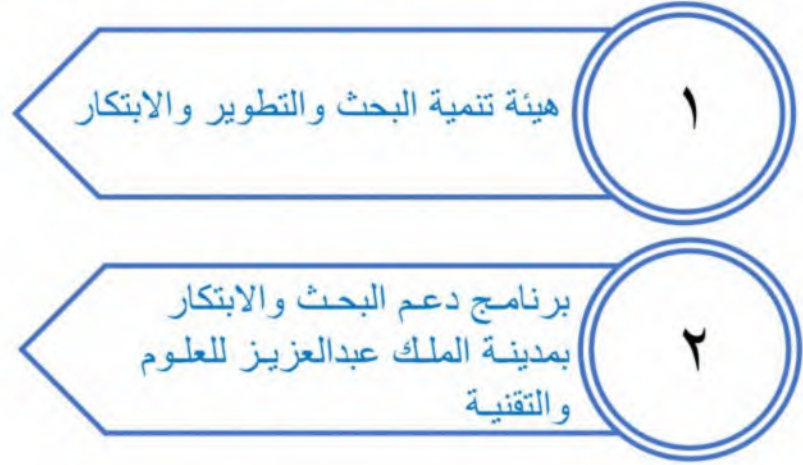 ١
هيئة تنمية البحث والتطوير والابتكار
٢
برنامج دعم البحث والابتكار
بمدينة الملك عبدالعزيز للعلوم
والتقنية